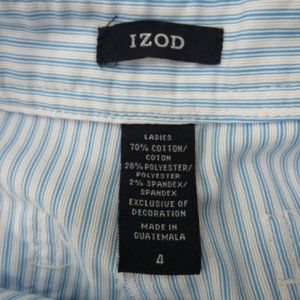 IZOD
LADIES
70% COTTON/
COTON
28% POLYESTER/
POLYESTER
2% SPANDEX/
SPANDEX
EXCLUSIVE OF
DECORATION
MADE IN
GUATEMALA
4